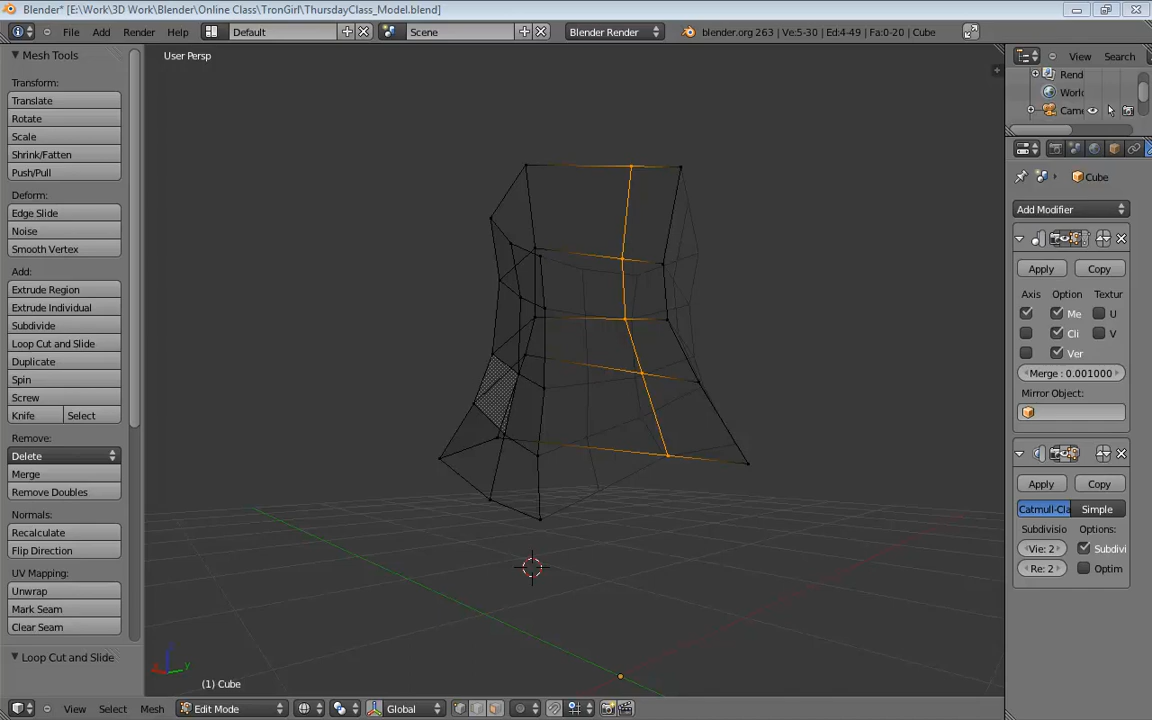 Blender* [E:\Work\3D Work\Blender\Online Class\TronGirl\ThursdayClass_Model.blend]
File Add Render Help Default Scene Blender Render blender.org 263 | Ve:5-30 | Ed:4-49 | Fa:0-20 | Cube
Mesh Tools
User Persp
View Search
Rend
World
Came
Transform:
Translate
Rotate
Scale
Shrink/Fatten
Push/Pull
Deform:
Edge Slide
Noise
Smooth Vertex
Add:
Extrude Region
Extrude Individual
Subdivide
Loop Cut and Slide
Duplicate
Spin
Screw
Knife Select
Remove:
Delete
Merge
Remove Doubles
Normals:
Recalculate
Flip Direction
UV Mapping:
Unwrap
Mark Seam
Clear Seam
Loop Cut and Slide
Cube
Add Modifier
Apply Copy
Axis Option Textur
Me U
Cli V
Ver
Merge : 0.001000
Mirror Object:
Apply Copy
Catmull-Cla Simple
Subdivisio Options:
Vie: 2 Subdivi
Re: 2 Optim
x y z
(1) Cube
View Select Mesh Edit Mode Global